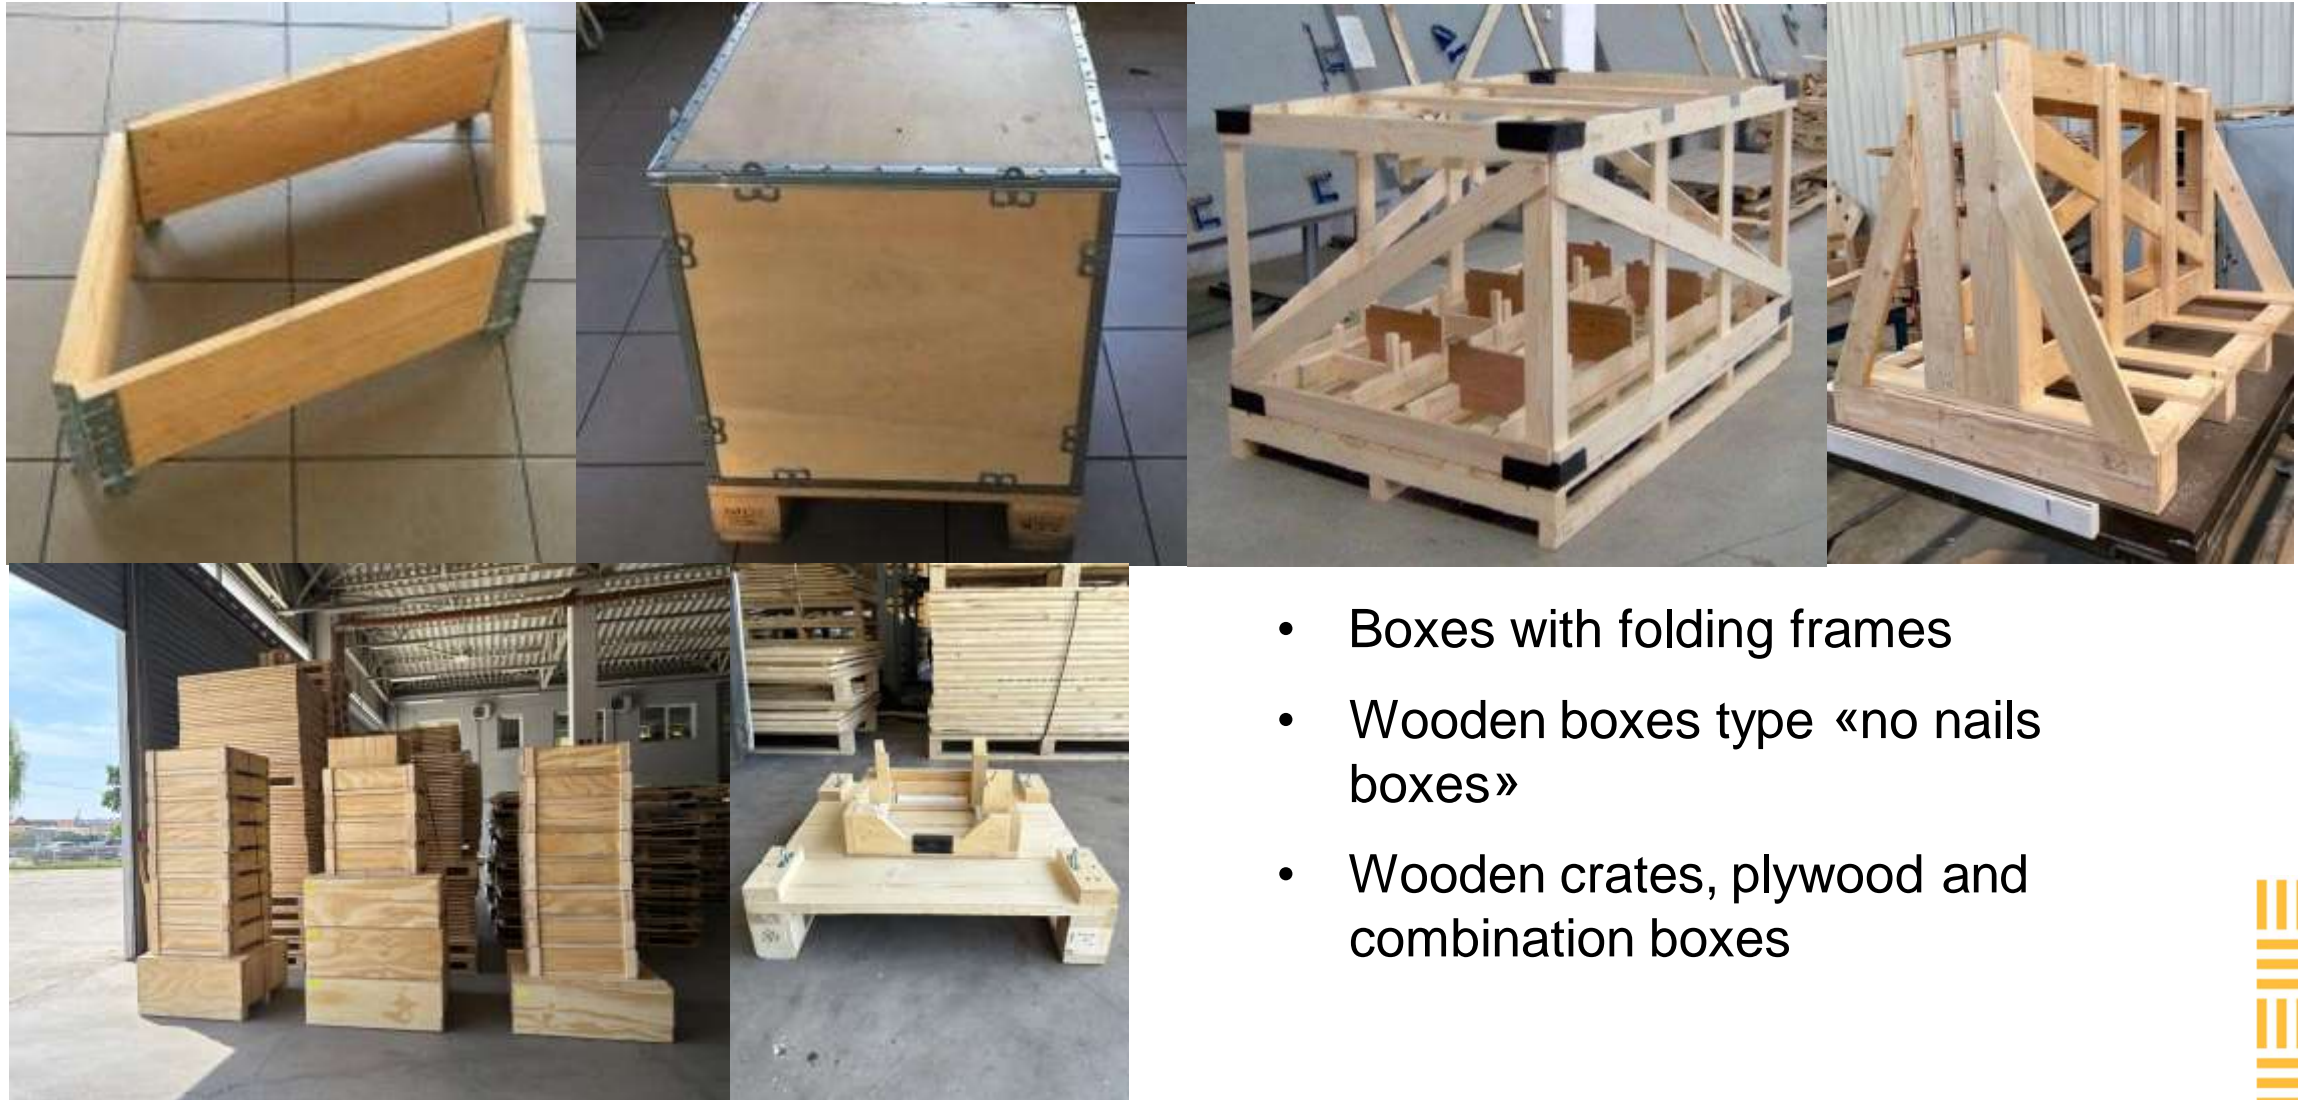 • Boxes with folding frames
• Wooden boxes type «no nails
boxes»
• Wooden crates, plywood and
combination boxes